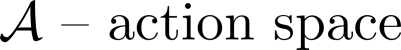 𝒜 – action space